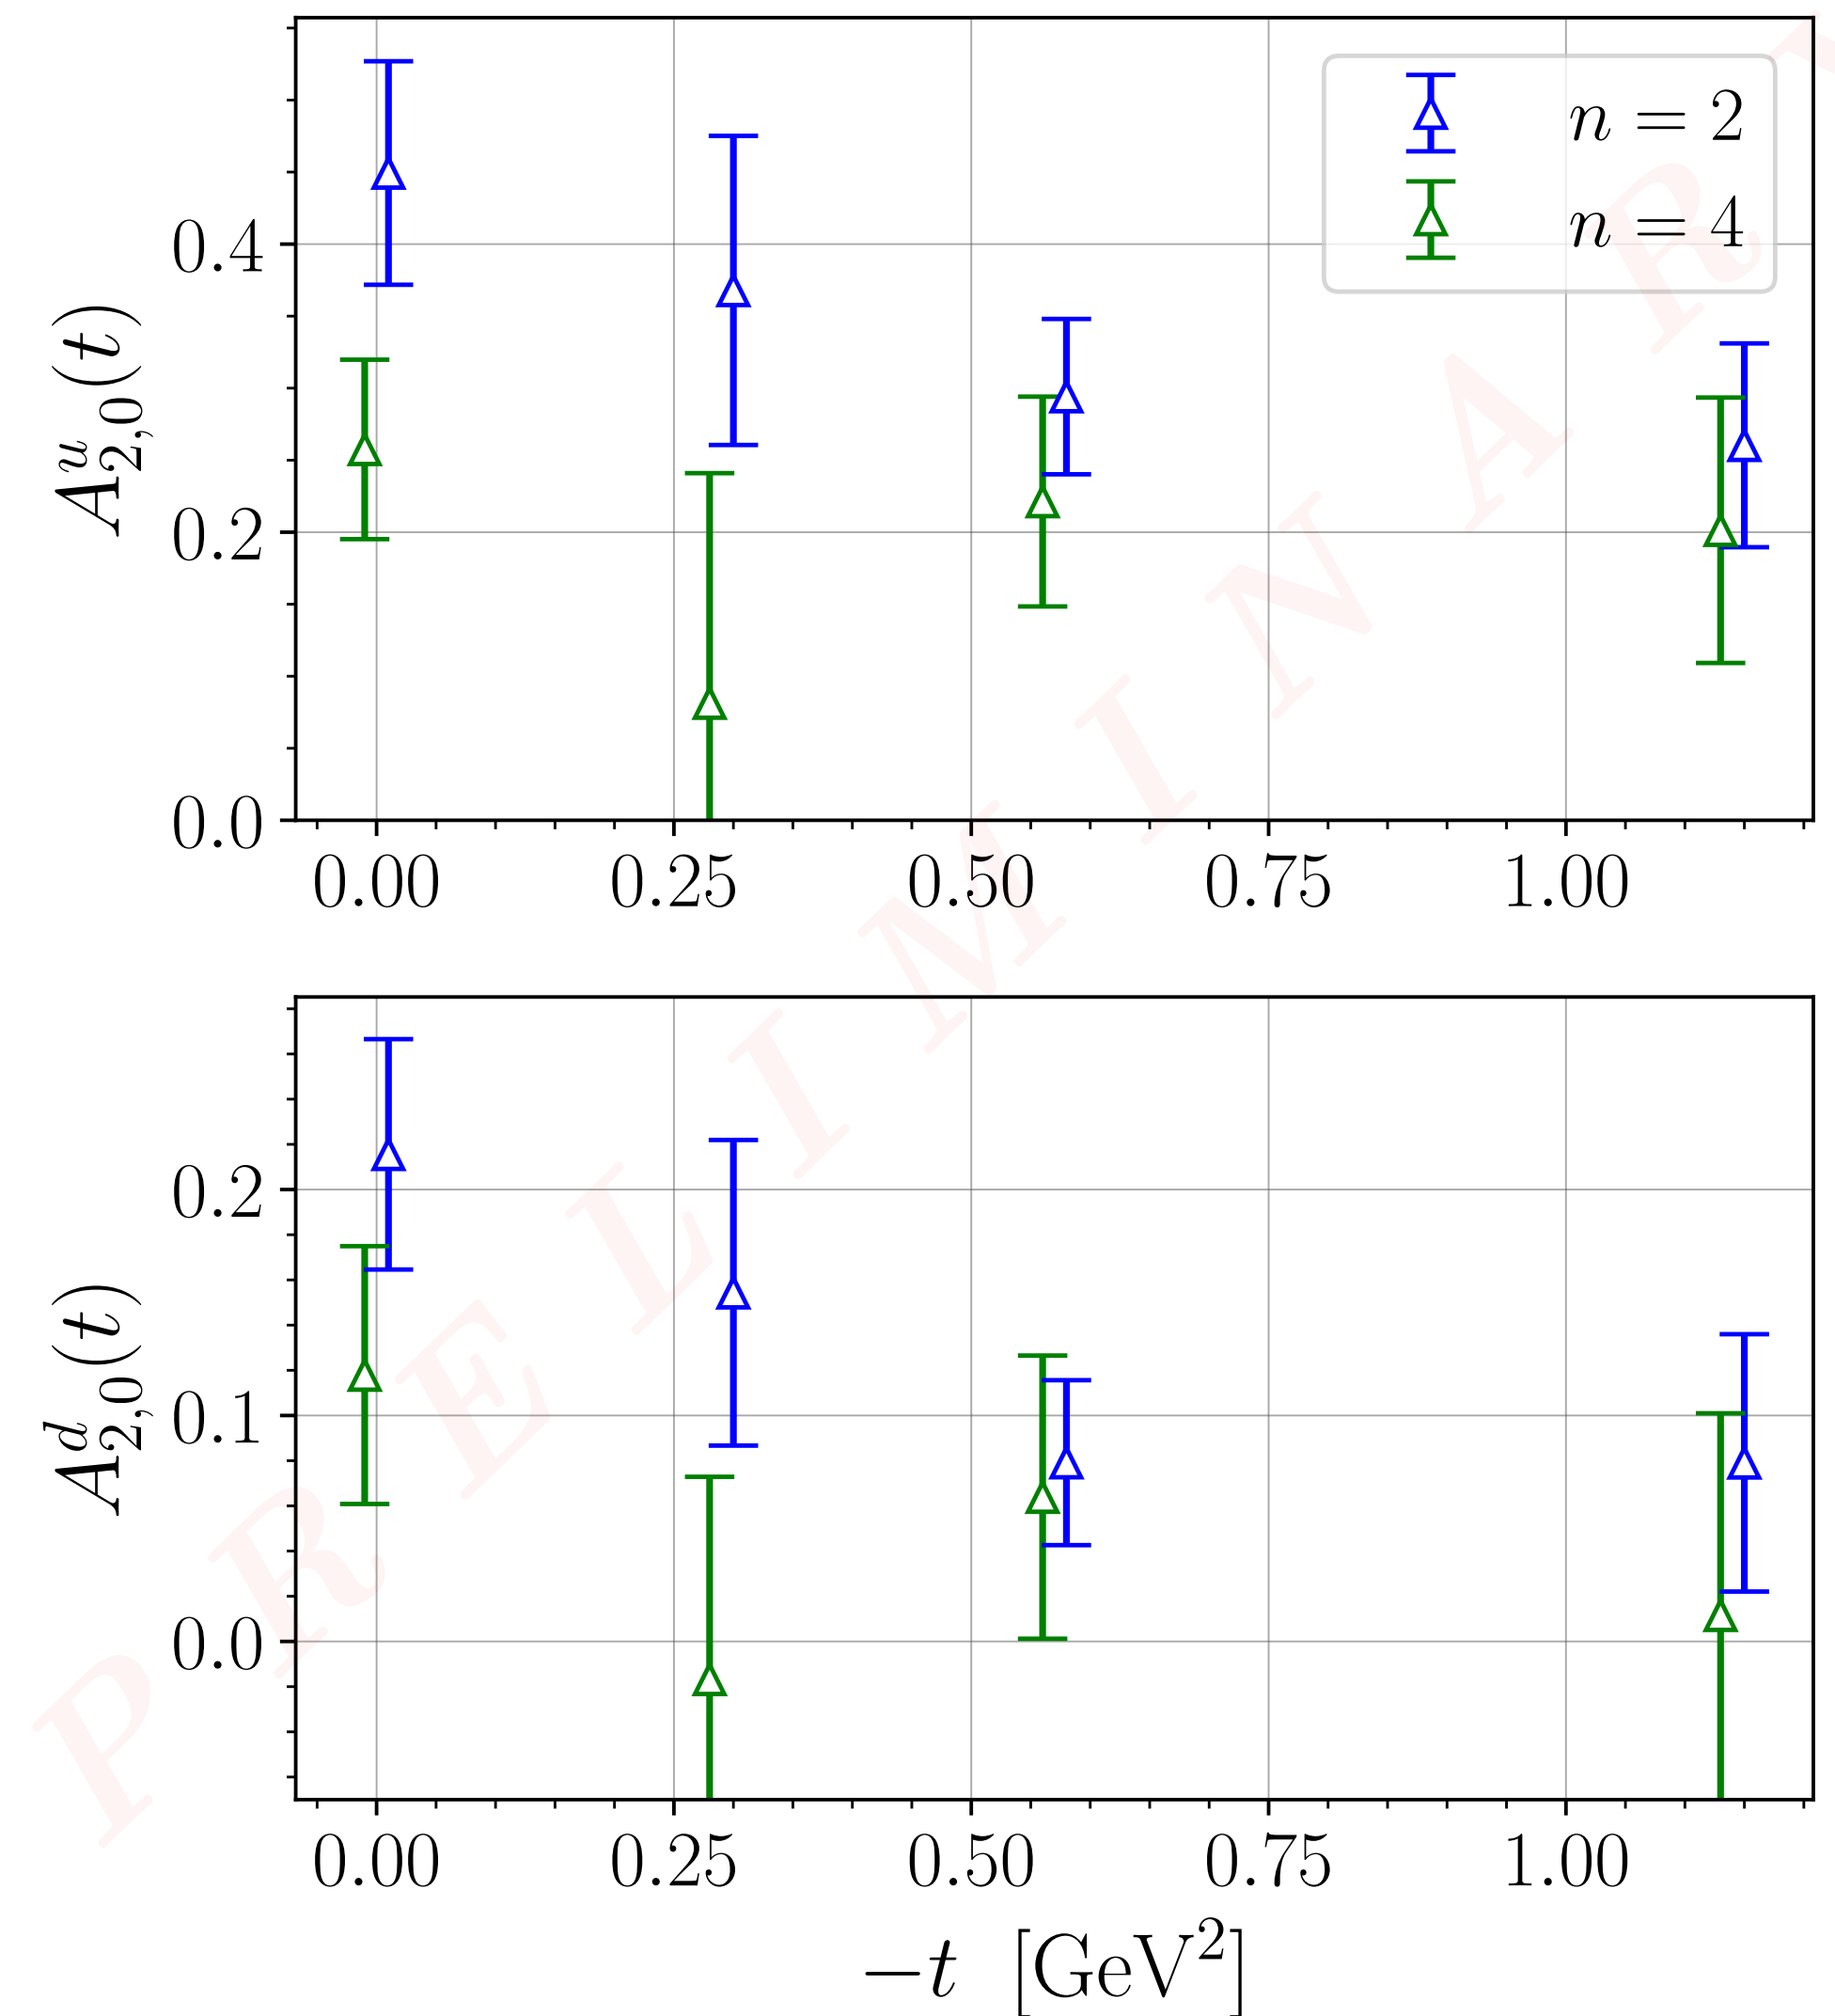 A^u_{2,0}(t)
0.4
0.2
0.0
n = 2
n = 4
0.00 0.25 0.50 0.75 1.00
A^d_{2,0}(t)
0.2
0.1
0.0
0.00 0.25 0.50 0.75 1.00
−t [GeV²]
PRELIMINARY